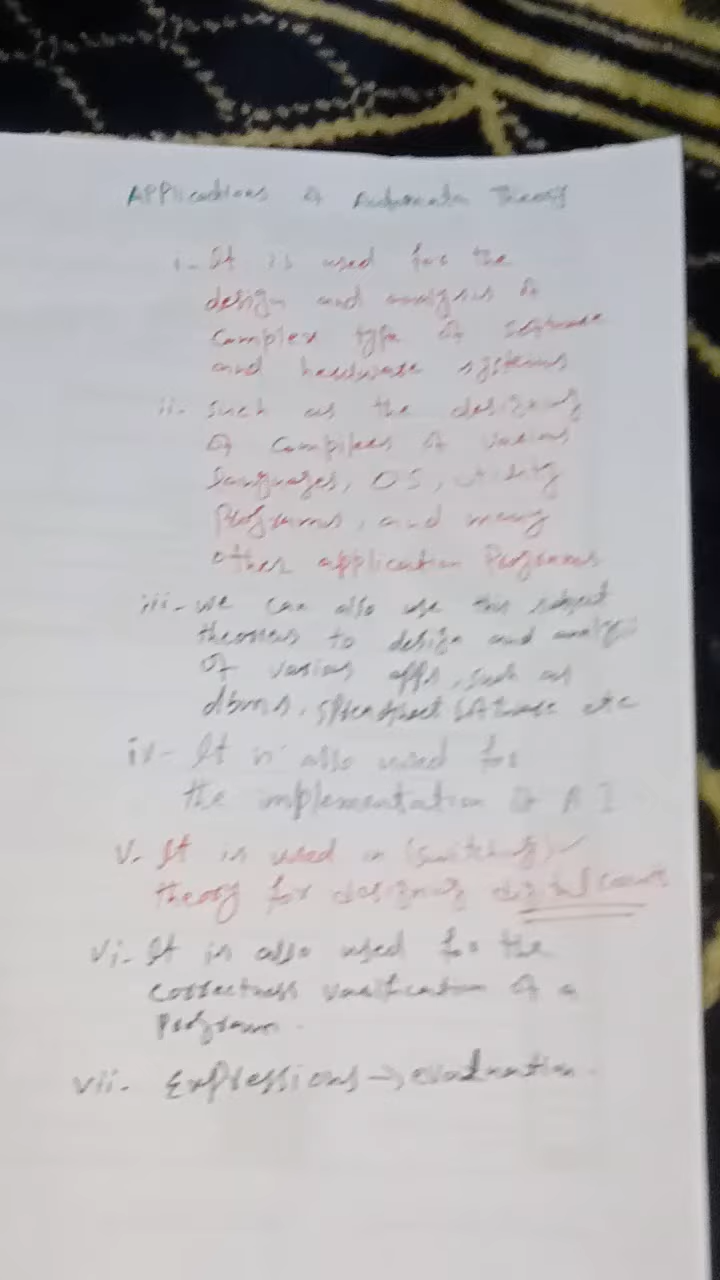 Applications of Automata Theory
i- It is used for the
design and analysis of
complex type of software
and hardware systems
ii- such as the designing
of compilers of various
languages, OS, utility
Programs, and many
other application Programs
iii- we can also use this subject
theorems to design and
of various apps, such as
dbms, spreadsheet software etc
iv- It is also used for
the implementation of AI
v. It is used in (switching)
theory for designing digital
vi- It is also used for the
correctness varification of a
Program.
vii. Expressions → evaluation.